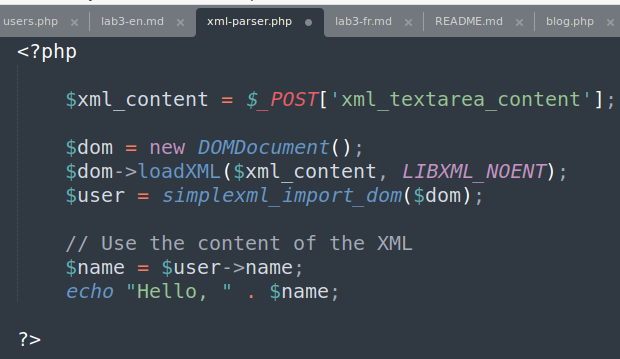 users.php × lab3-en.md × xml-parser.php ● lab3-fr.md × README.md × blog.php ×
<?php
$xml_content = $_POST['xml_textarea_content'];
$dom = new DOMDocument();
$dom->loadXML($xml_content, LIBXML_NOENT);
$user = simplexml_import_dom($dom);
// Use the content of the XML
$name = $user->name;
echo "Hello, " . $name;
?>